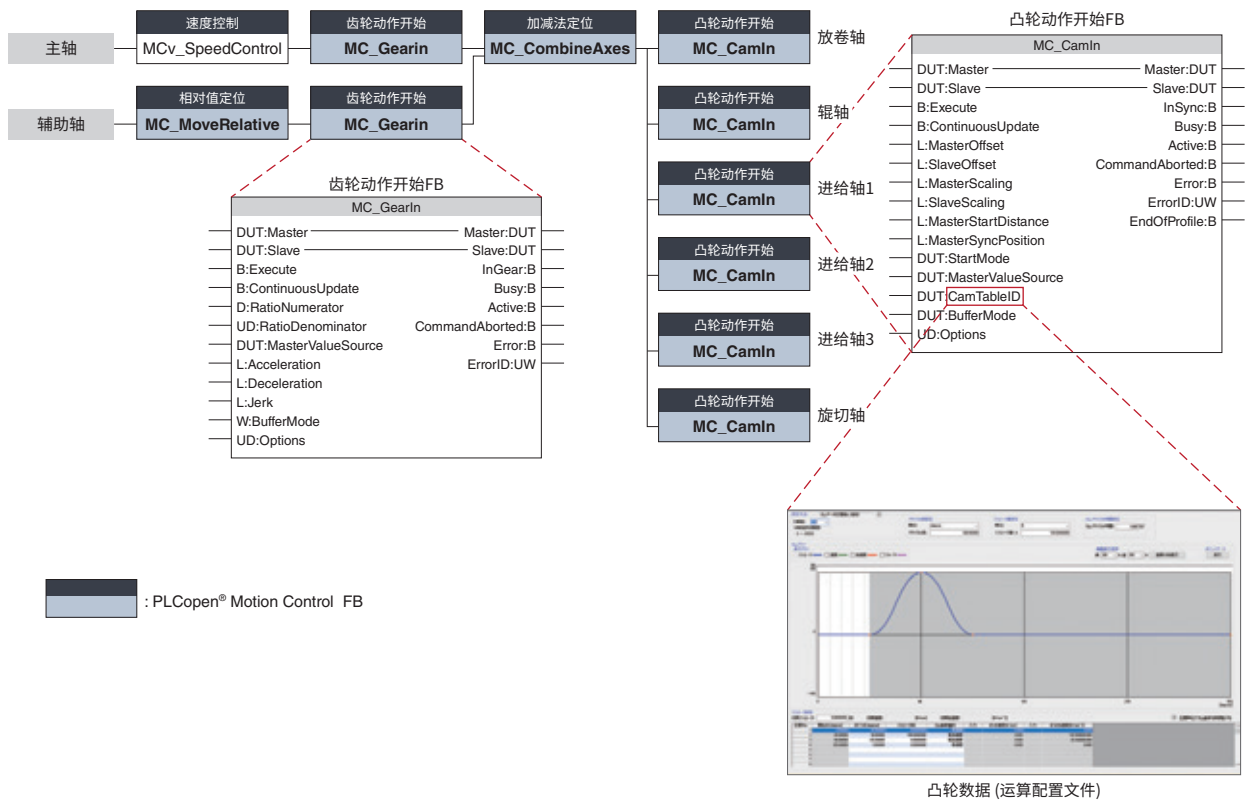 主轴
速度控制
MCv_SpeedControl
齿轮动作开始
MC_Gearin
加减法定位
MC_CombineAxes
辅助轴
相对值定位
MC_MoveRelative
齿轮动作开始
MC_Gearin
凸轮动作开始
MC_CamIn
放卷轴
凸轮动作开始
MC_CamIn
辊轴
凸轮动作开始
MC_CamIn
进给轴1
凸轮动作开始
MC_CamIn
进给轴2
凸轮动作开始
MC_CamIn
进给轴3
凸轮动作开始
MC_CamIn
旋切轴
齿轮动作开始FB
MC_GearIn
DUT:Master Master:DUT
DUT:Slave Slave:DUT
B:Execute InGear:B
B:ContinuousUpdate Busy:B
D:RatioNumerator Active:B
UD:RatioDenominator CommandAborted:B
DUT:MasterValueSource Error:B
L:Acceleration ErrorID:UW
L:Deceleration
L:Jerk
W:BufferMode
UD:Options
凸轮动作开始FB
MC_CamIn
DUT:Master Master:DUT
DUT:Slave Slave:DUT
B:Execute InSync:B
B:ContinuousUpdate Busy:B
L:MasterOffset Active:B
L:SlaveOffset CommandAborted:B
L:MasterScaling Error:B
L:SlaveScaling ErrorID:UW
L:MasterStartDistance EndOfProfile:B
L:MasterSyncPosition
DUT:StartMode
DUT:MasterValueSource
DUT:CamTableID
DUT:BufferMode
UD:Options
: PLCopen® Motion Control FB
凸轮数据 (运算配置文件)